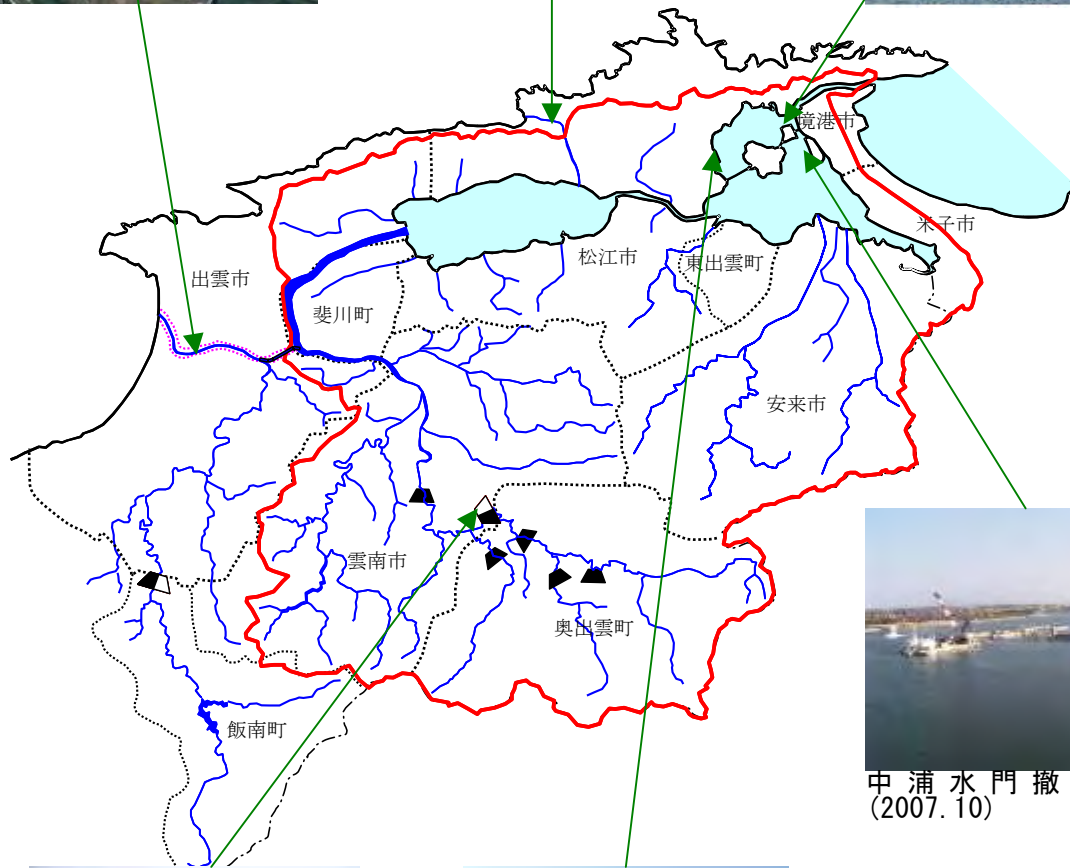 境港市
米子市
松江市
東出雲町
出雲市
斐川町
安来市
雲南市
奥出雲町
飯南町
中浦水門撤
(2007.10)